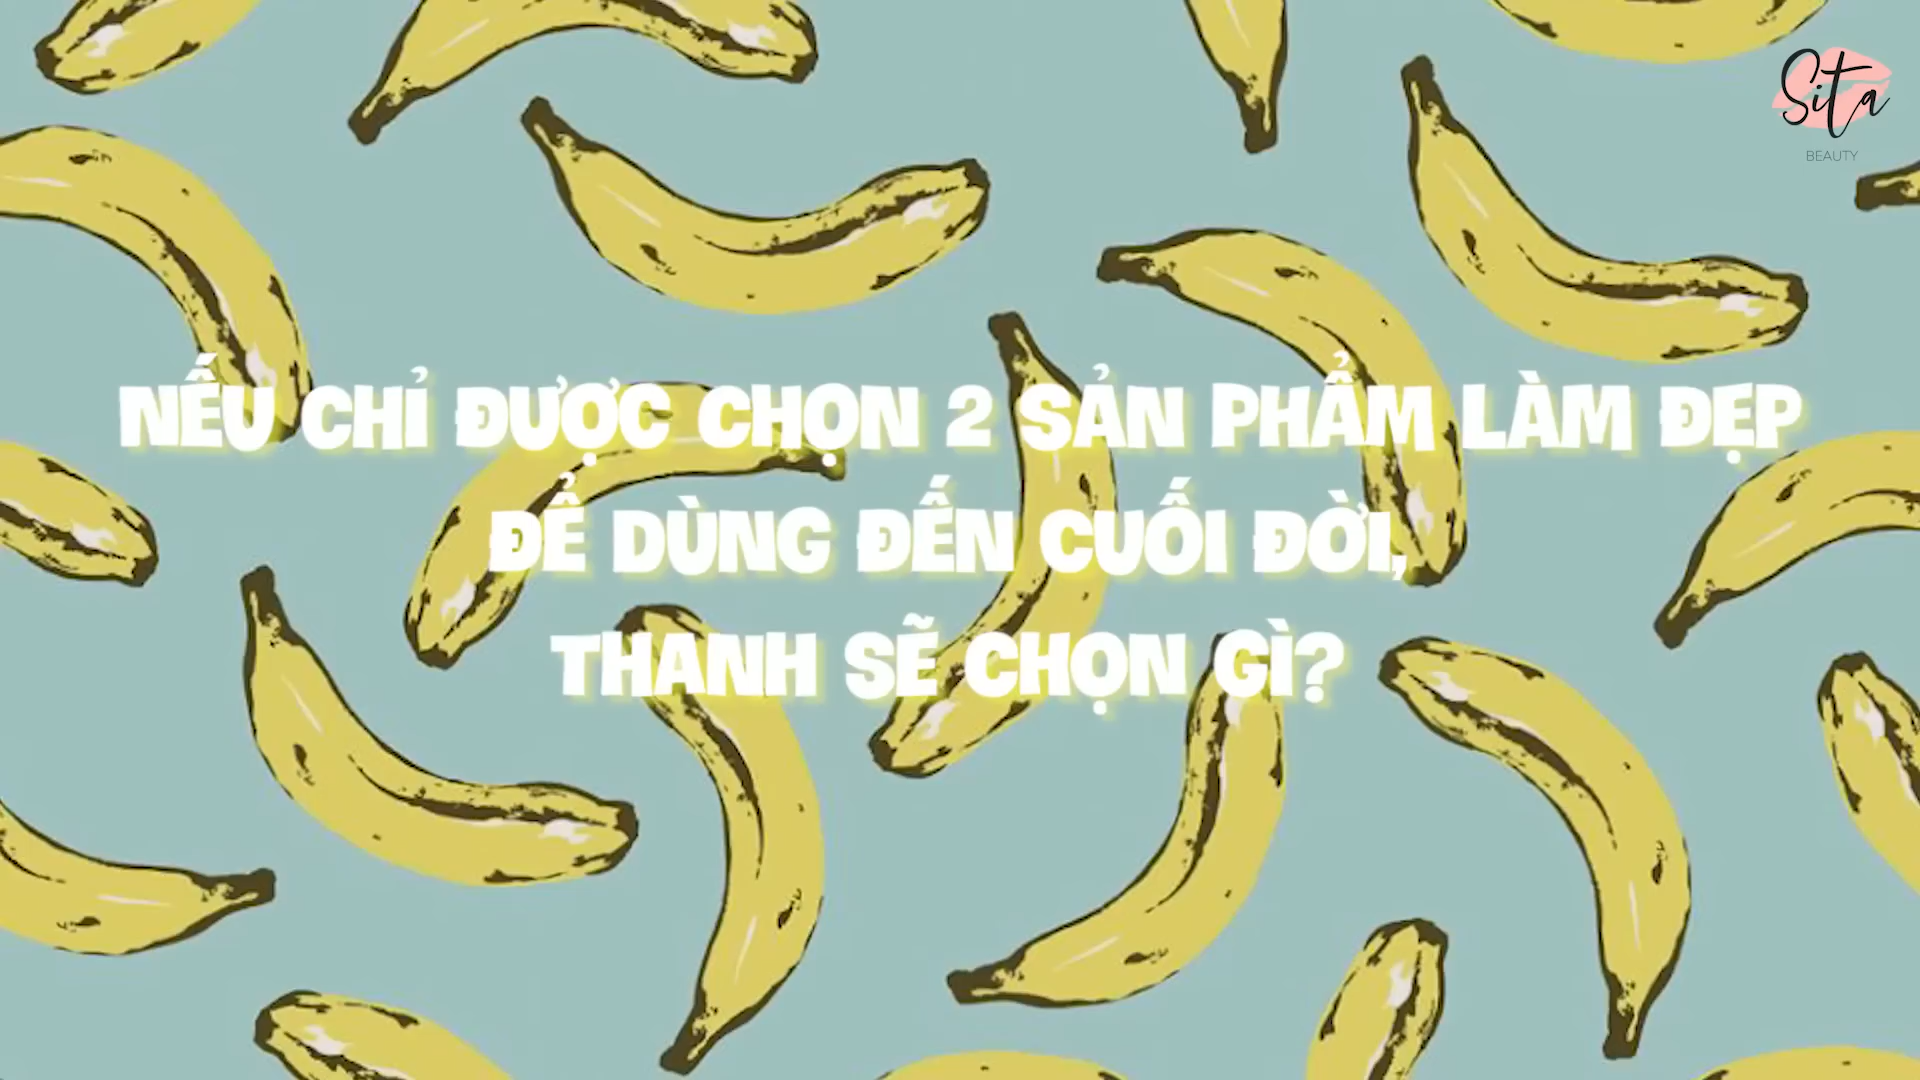 Sita
BEAUTY
NẾU CHỈ ĐƯỢC CHỌN 2 SẢN PHẨM LÀM ĐẸP
ĐỂ DÙNG ĐẾN CUỐI ĐỜI,
THANH SẼ CHỌN GÌ?